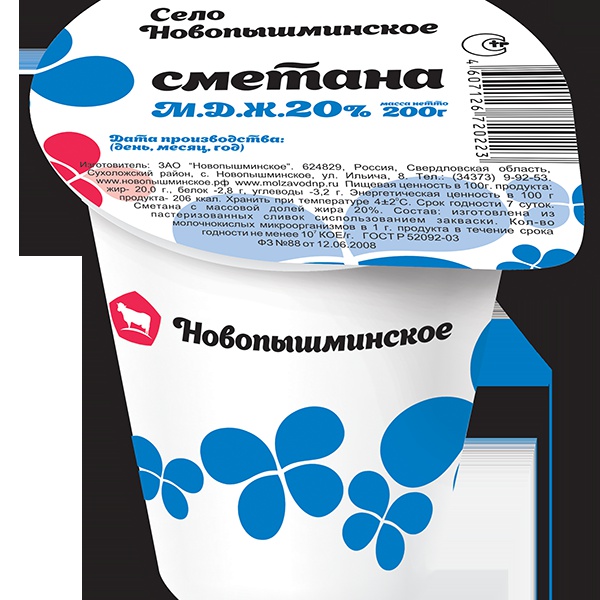 Село
Новопышминское
сметана
М.Д.Ж.20% масса нетто 200г
Дата производства:
(день, месяц, год)
Изготовитель: ЗАО "Новопышминское". 624829, Россия, Свердловская область,
Сухоложский район, с. Новопышминское, ул. Ильича, 8. Тел.: (34373) 9-92-53.
www.новопышминское.рф www.molzavodnp.ru Пищевая ценность в 100г. продукта:
жир- 20,0 г., белок -2,8 г., углеводы -3,2 г. Энергетическая ценность в 100 г
продукта- 206 ккал. Хранить при температуре 4±2°С. Срок годности 7 суток.
Сметана с массовой долей жира 20%. Состав: изготовлена из
пастеризованных сливок сиспользованием закваски. Кол-во
молочнокислых микроорганизмов в 1 г. продукта в течение срока
годности не менее 10⁷ КОЕ/г. ГОСТ Р 52092-03
ФЗ №88 от 12.06.2008
4607126720223
Новопышминское